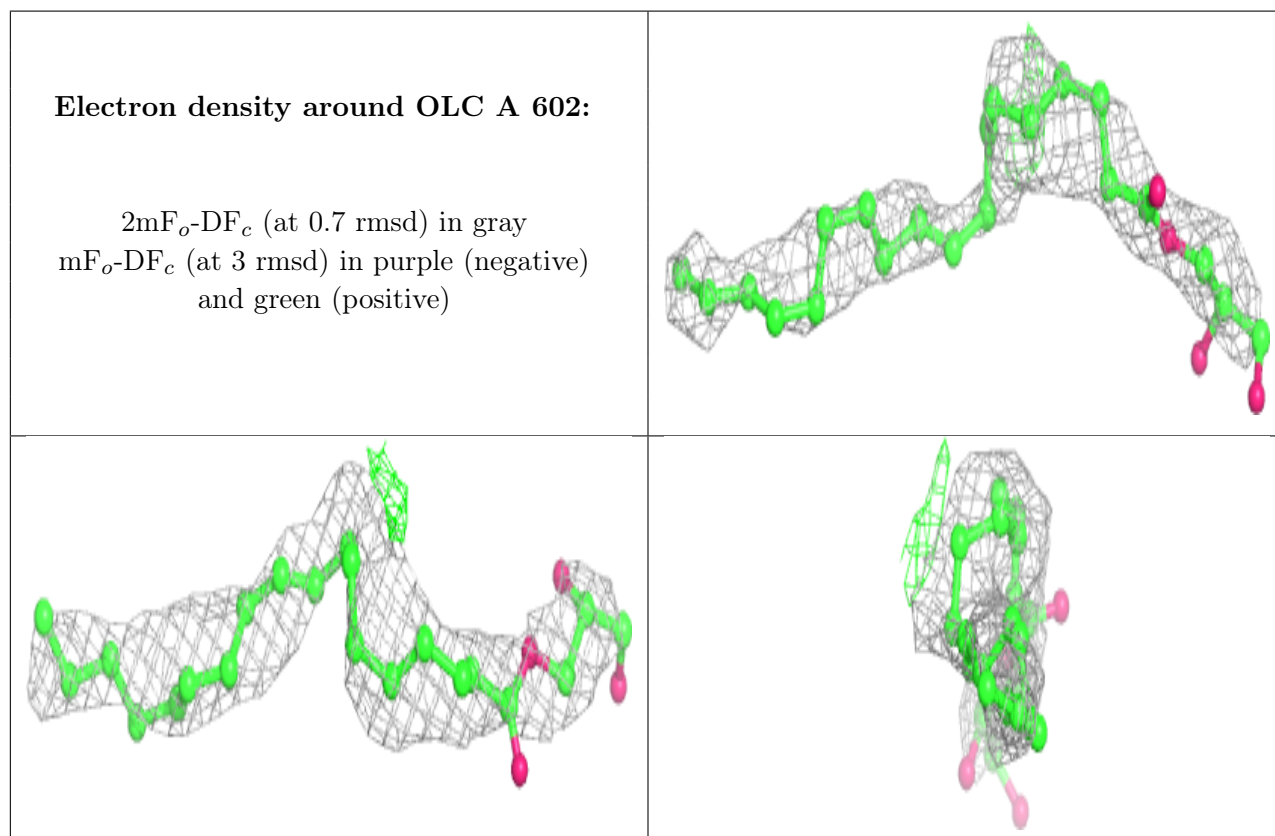 Electron density around OLC A 602:
2mFₒ-DF𝑐 (at 0.7 rmsd) in gray
mFₒ-DF𝑐 (at 3 rmsd) in purple (negative)
and green (positive)